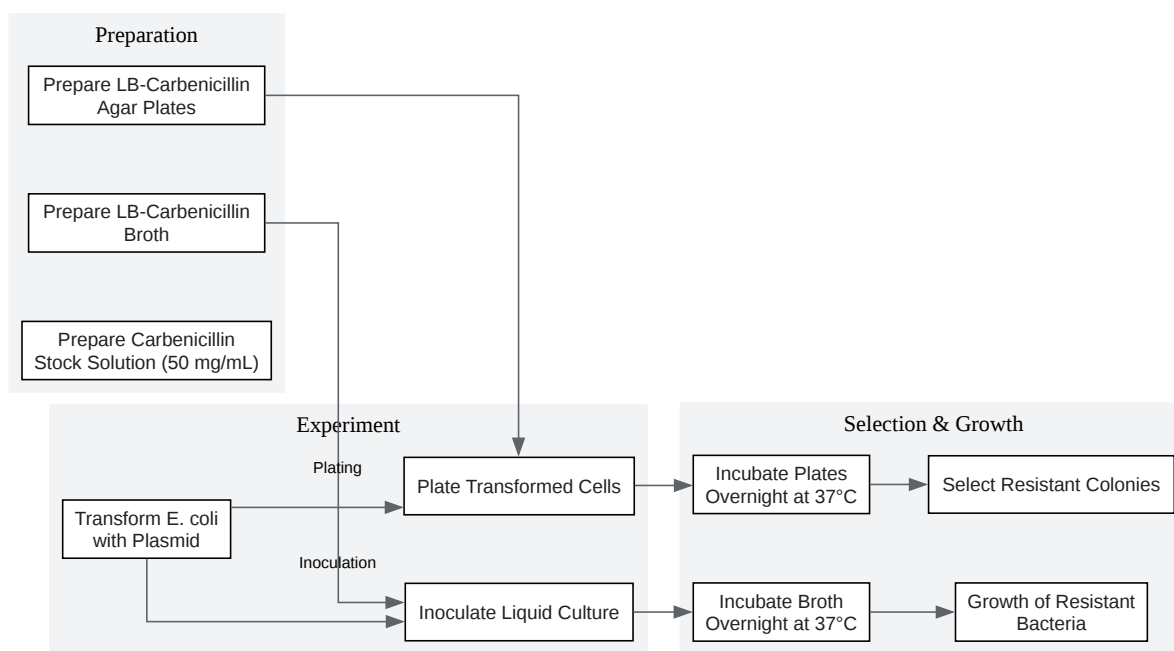 Preparation
Prepare LB-Carbenicillin
Agar Plates
Prepare LB-Carbenicillin
Broth
Prepare Carbenicillin
Stock Solution (50 mg/mL)
Experiment
Plating
Plate Transformed Cells
Transform E. coli
with Plasmid
Inoculation
Inoculate Liquid Culture
Selection & Growth
Incubate Plates
Overnight at 37°C
Select Resistant Colonies
Incubate Broth
Overnight at 37°C
Growth of Resistant
Bacteria